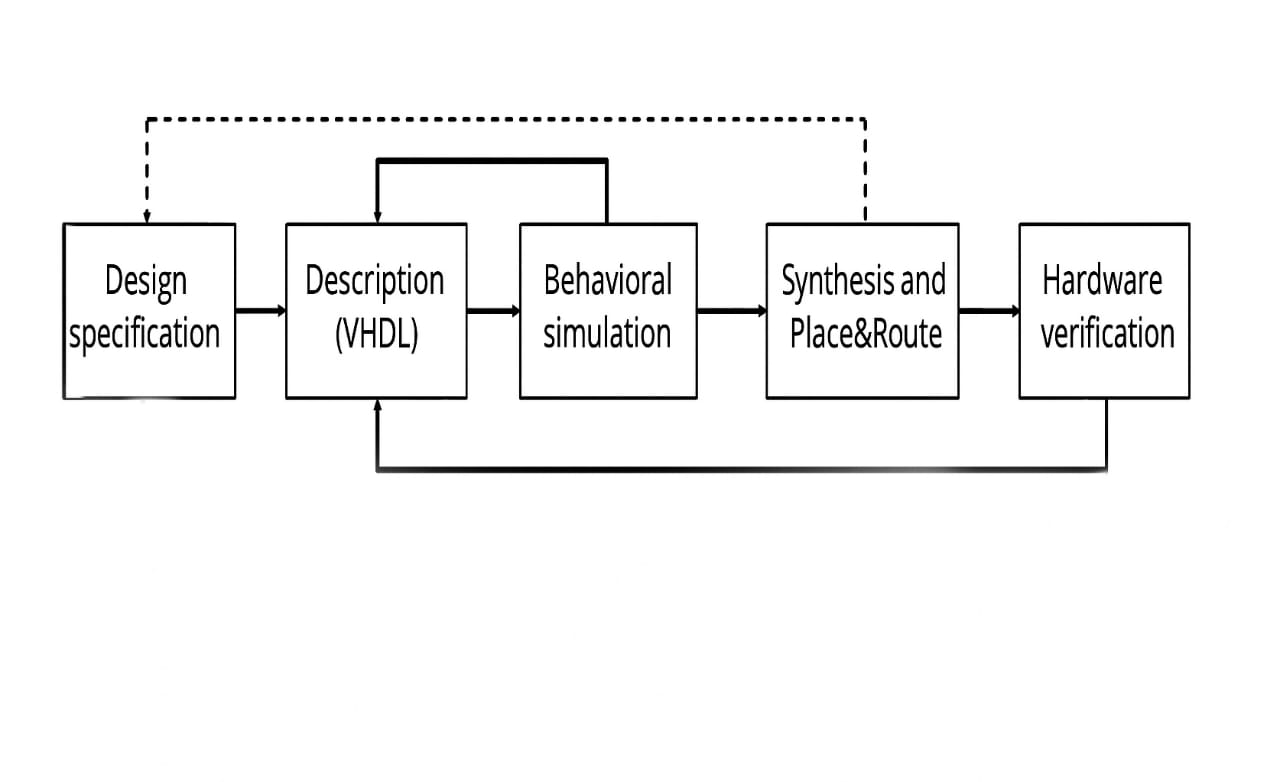 Design
specification
Description
(VHDL)
Behavioral
simulation
Synthesis and
Place&Route
Hardware
verification